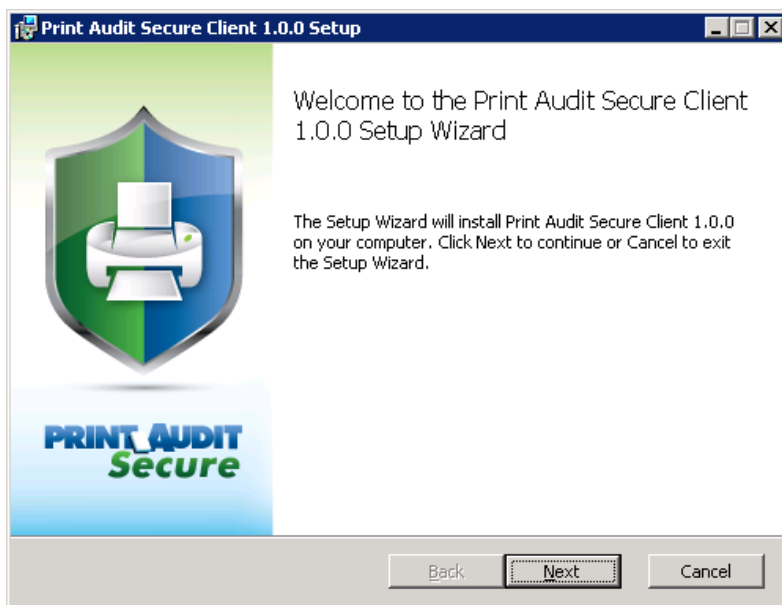 Print Audit Secure Client 1.0.0 Setup
Welcome to the Print Audit Secure Client
1.0.0 Setup Wizard
The Setup Wizard will install Print Audit Secure Client 1.0.0
on your computer. Click Next to continue or Cancel to exit
the Setup Wizard.
PRINT AUDIT
Secure
Back
Next
Cancel